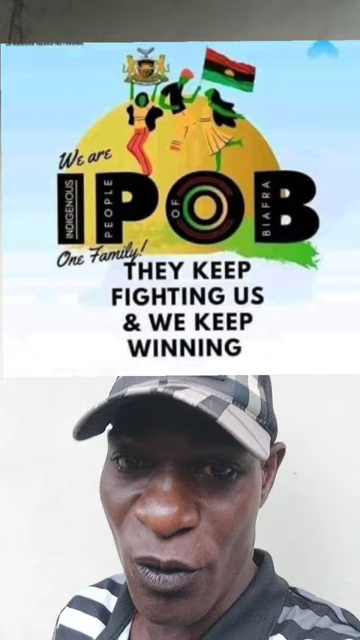 We are
IPOB
INDIGENOUS
PEOPLE
OF
BIAFRA
One Family!
THEY KEEP
FIGHTING US
& WE KEEP
WINNING